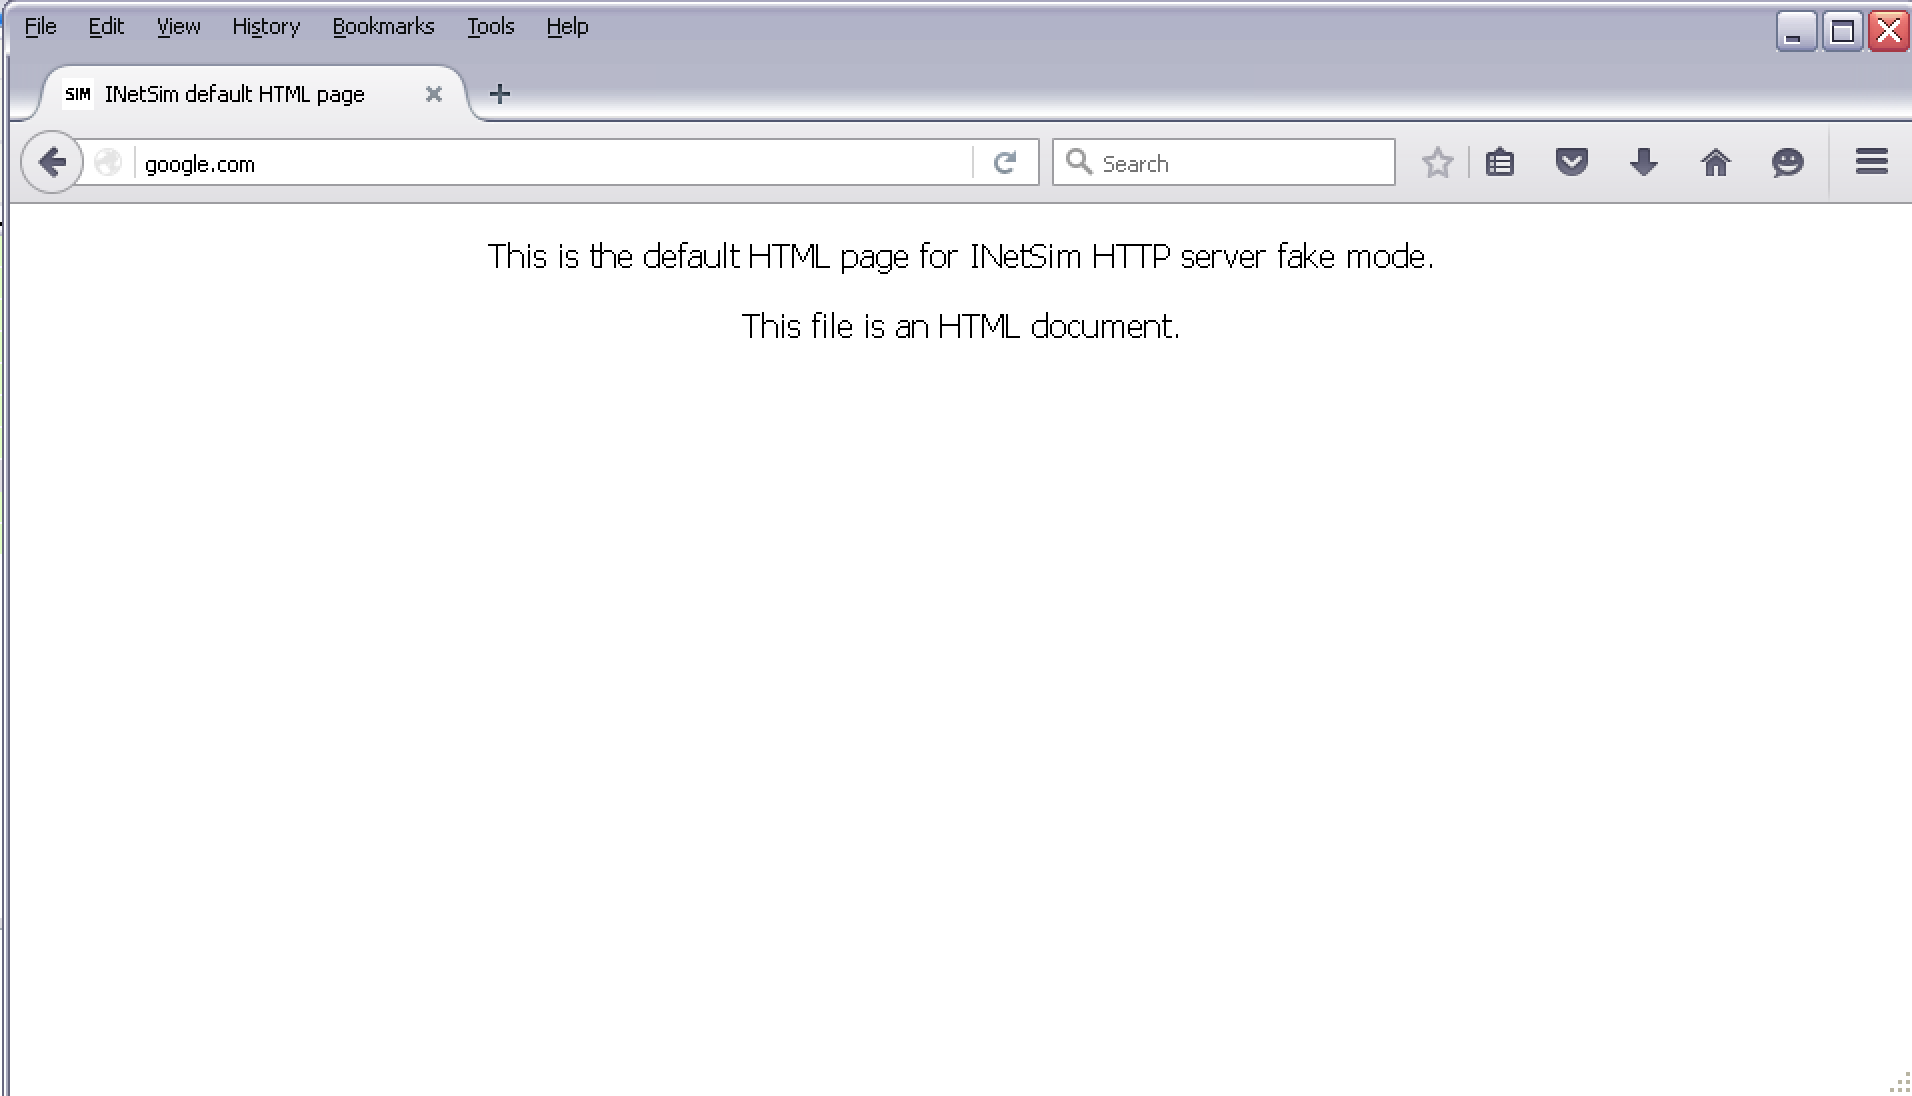 File Edit View History Bookmarks Tools Help
SIM INetSim default HTML page
google.com Search
This is the default HTML page for INetSim HTTP server fake mode.
This file is an HTML document.